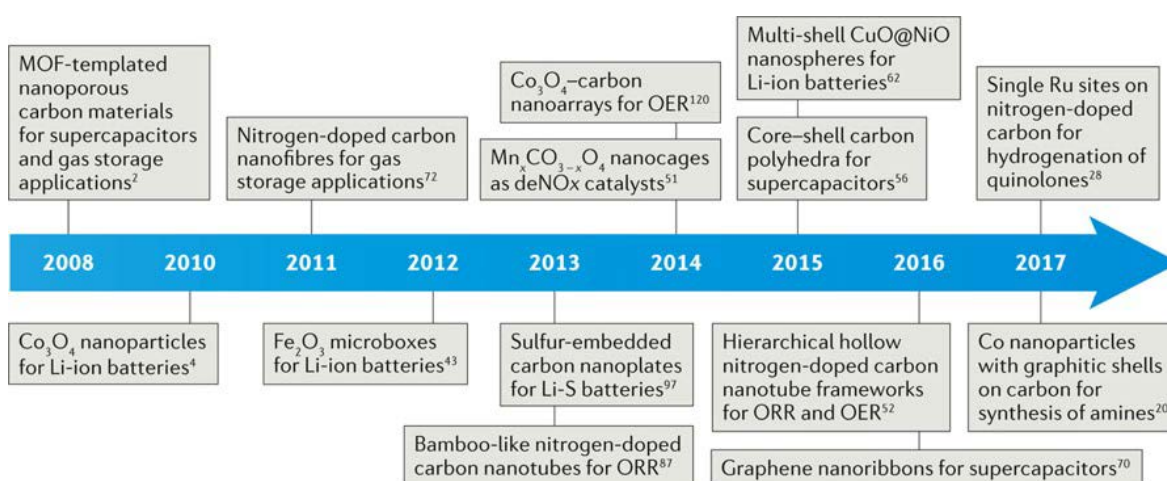 MOF-templated
nanoporous
carbon materials
for supercapacitors
and gas storage
applications²
Nitrogen-doped carbon
nanofibres for gas
storage applications⁷²
Co₃O₄–carbon
nanoarrays for OER¹²⁰
MnₓCO₃₋ₓO₄ nanocages
as deNOx catalysts⁵¹
Multi-shell CuO@NiO
nanospheres for
Li-ion batteries⁶²
Core–shell carbon
polyhedra for
supercapacitors⁵⁶
Single Ru sites on
nitrogen-doped
carbon for
hydrogenation of
quinolones²⁸
2008 2010 2011 2012 2013 2014 2015 2016 2017
Co₃O₄ nanoparticles
for Li-ion batteries⁴
Fe₂O₃ microboxes
for Li-ion batteries⁴³
Sulfur-embedded
carbon nanoplates
for Li-S batteries⁹⁷
Bamboo-like nitrogen-doped
carbon nanotubes for ORR⁸⁷
Hierarchical hollow
nitrogen-doped carbon
nanotube frameworks
for ORR and OER⁵²
Graphene nanoribbons for supercapacitors⁷⁰
Co nanoparticles
with graphitic shells
on carbon for
synthesis of amines²⁰